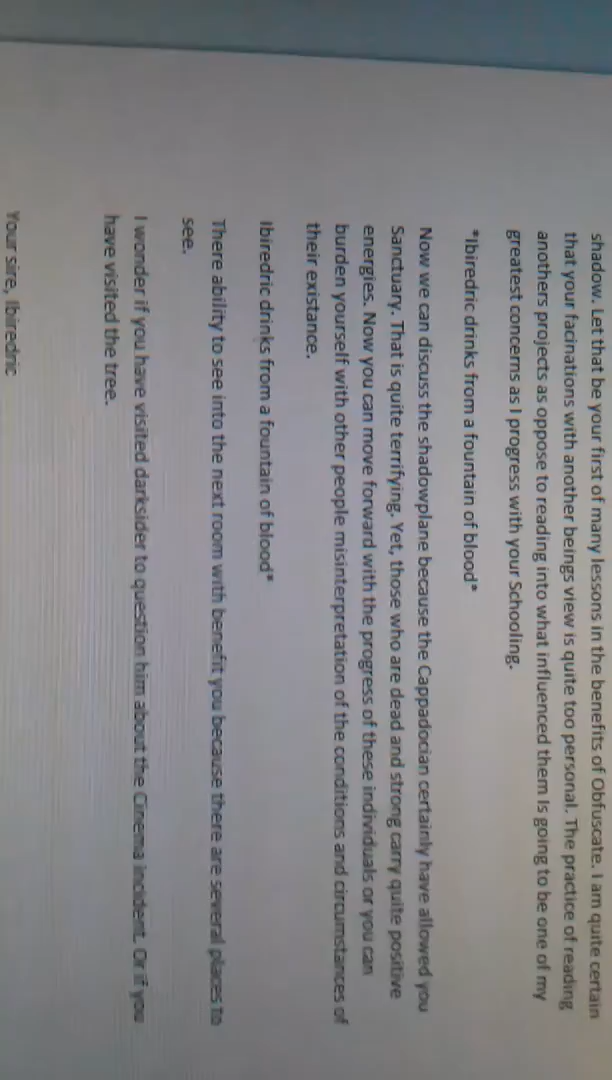 shadow. Let that be your first of many lessons in the benefits of Obfuscate. I am quite certain
that your facinations with another beings view is quite too personal. The practice of reading
anothers projects as oppose to reading into what influenced them Is going to be one of my
greatest concerns as I progress with your Schooling.
*Ibiredric drinks from a fountain of blood*
Now we can discuss the shadowplane because the Cappadocian certainly have allowed you
Sanctuary. That is quite terrifying. Yet, those who are dead and strong carry quite positive
energies. Now you can move forward with the progress of these individuals or you can
burden yourself with other people misinterpretation of the conditions and circumstances of
their existance.
Ibiredric drinks from a fountain of blood*
There ability to see into the next room with benefit you because there are several places to
see.
I wonder if you have visited darksider to question him about the Cinema incident. Or if you
have visited the tree.
Your sire, Ibiredric